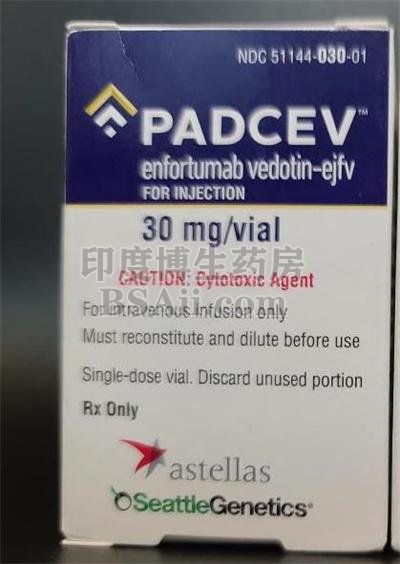 NDC 51144-030-01
PADCEV™
enfortumab vedotin-ejfv
FOR INJECTION
30 mg/vial
印度博生药房
CAUTION: Cytotoxic Agent
BSAii.com
For intravenous infusion only
Must reconstitute and dilute before use
Single-dose vial. Discard unused portion
Rx Only
astellas
SeattleGenetics®